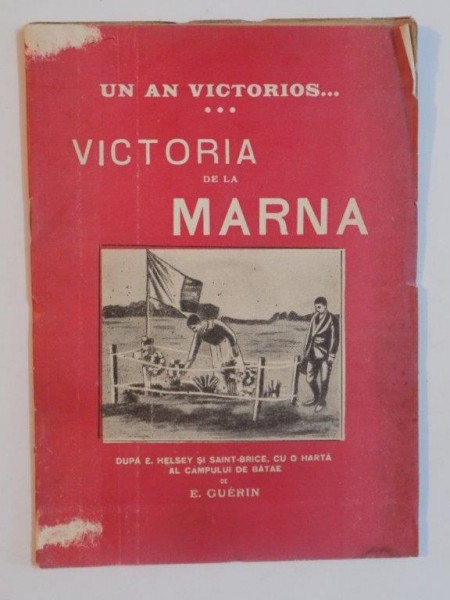 UN AN VICTORIOS...
VICTORIA
DE LA
MARNA
DUPĂ E. HELSEY ȘI SAINT-BRICE, CU O HARTĂ
AL CAMPULUI DE BĂTAE
DE
E. GUÉRIN